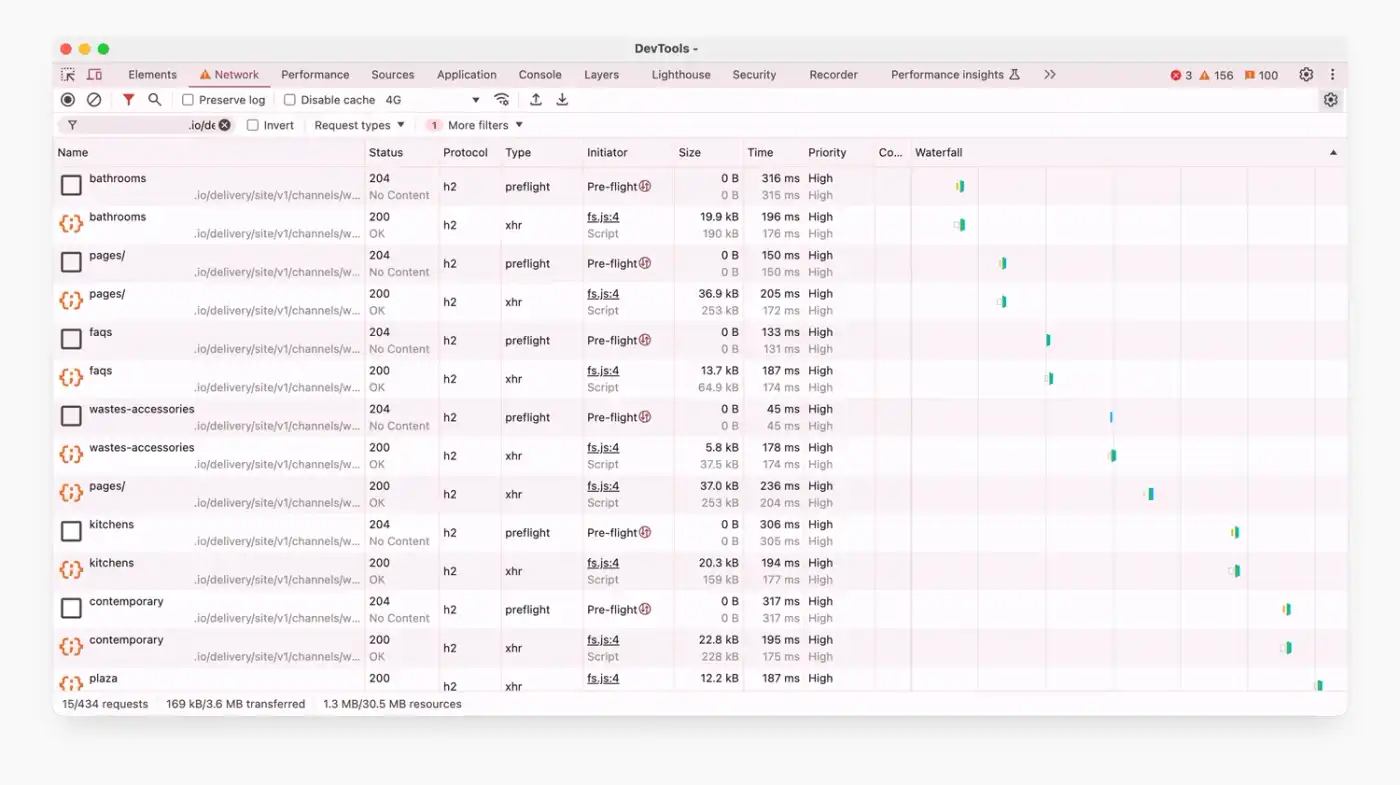 DevTools -
Elements Network Performance Sources Application Console Layers Lighthouse Security Recorder Performance insights 3 156 100
Preserve log Disable cache 4G
.io/de Invert Request types 1 More filters
Name Status Protocol Type Initiator Size Time Priority Co... Waterfall
bathrooms 204 h2 preflight Pre-flight 0 B 316 ms High
.io/delivery/site/v1/channels/w... No Content 0 B 315 ms High
bathrooms 200 h2 xhr fs.js:4 19.9 kB 196 ms High
.io/delivery/site/v1/channels/w... OK Script 190 kB 176 ms High
pages/ 204 h2 preflight Pre-flight 0 B 150 ms High
.io/delivery/site/v1/channels/w... No Content 0 B 150 ms High
pages/ 200 h2 xhr fs.js:4 36.9 kB 205 ms High
.io/delivery/site/v1/channels/w... OK Script 253 kB 172 ms High
faqs 204 h2 preflight Pre-flight 0 B 133 ms High
.io/delivery/site/v1/channels/w... No Content 0 B 131 ms High
faqs 200 h2 xhr fs.js:4 13.7 kB 187 ms High
.io/delivery/site/v1/channels/w... OK Script 64.9 kB 174 ms High
wastes-accessories 204 h2 preflight Pre-flight 0 B 45 ms High
.io/delivery/site/v1/channels/w... No Content 0 B 45 ms High
wastes-accessories 200 h2 xhr fs.js:4 5.8 kB 178 ms High
.io/delivery/site/v1/channels/w... OK Script 37.5 kB 174 ms High
pages/ 200 h2 xhr fs.js:4 37.0 kB 236 ms High
.io/delivery/site/v1/channels/w... OK Script 253 kB 204 ms High
kitchens 204 h2 preflight Pre-flight 0 B 306 ms High
.io/delivery/site/v1/channels/w... No Content 0 B 305 ms High
kitchens 200 h2 xhr fs.js:4 20.3 kB 194 ms High
.io/delivery/site/v1/channels/w... OK Script 159 kB 177 ms High
contemporary 204 h2 preflight Pre-flight 0 B 317 ms High
.io/delivery/site/v1/channels/w... No Content 0 B 317 ms High
contemporary 200 h2 xhr fs.js:4 22.8 kB 195 ms High
.io/delivery/site/v1/channels/w... OK Script 228 kB 175 ms High
plaza 200 h2 xhr fs.js:4 12.2 kB 187 ms High
15/434 requests 169 kB/3.6 MB transferred 1.3 MB/30.5 MB resources